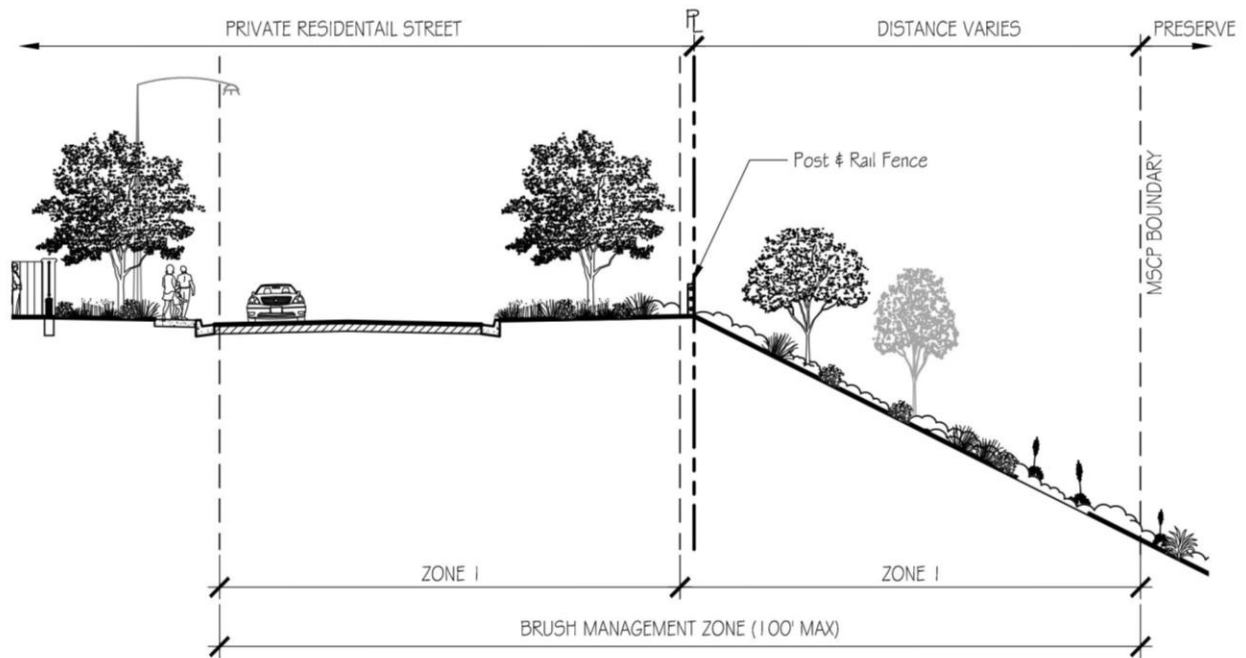 PRIVATE RESIDENTAIL STREET
PL
DISTANCE VARIES
PRESERVE
Post & Rail Fence
MSCP BOUNDARY
ZONE 1
ZONE 1
BRUSH MANAGEMENT ZONE (100' MAX)